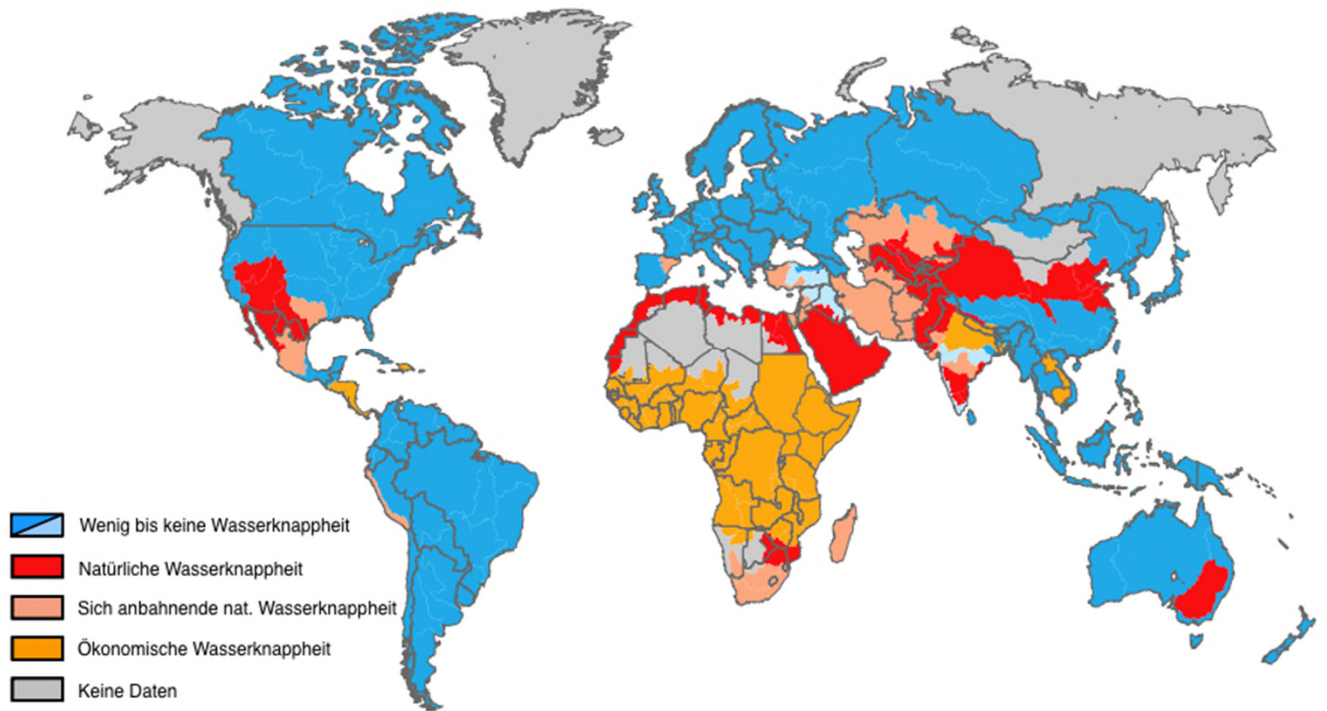 Wenig bis keine Wasserknappheit
Natürliche Wasserknappheit
Sich anbahnende nat. Wasserknappheit
Ökonomische Wasserknappheit
Keine Daten